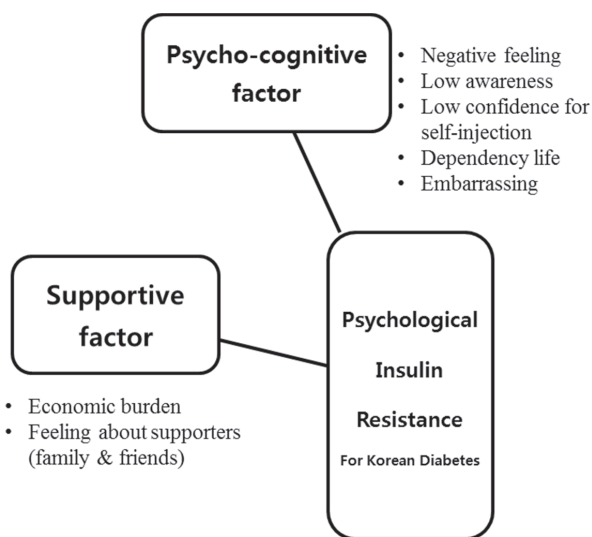 Psycho-cognitive
factor
• Negative feeling
• Low awareness
• Low confidence for
self-injection
• Dependency life
• Embarrassing
Supportive
factor
• Economic burden
• Feeling about supporters
(family & friends)
Psychological
Insulin
Resistance
For Korean Diabetes